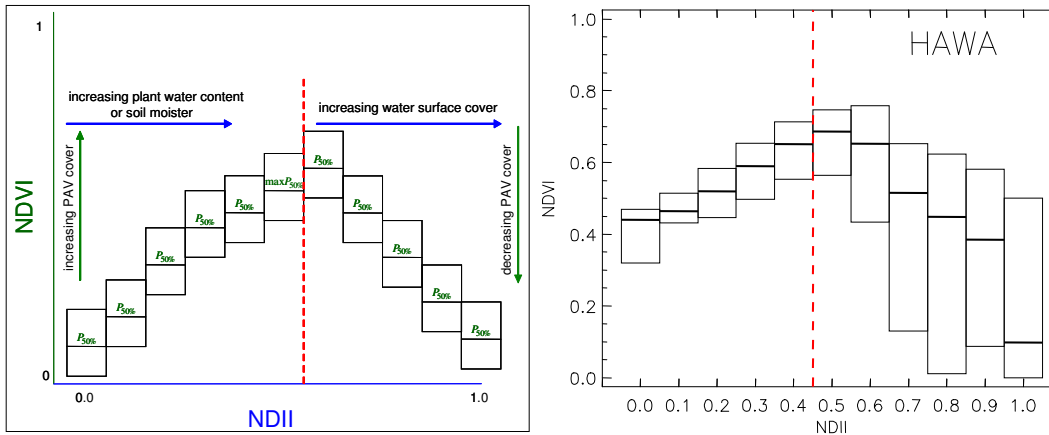 1
increasing plant water content
or soil moister
increasing water surface cover
NDVI
increasing PAV cover
decreasing PAV cover
P50%
P50%
P50%
P50%
P50%
maxP50%
P50%
P50%
P50%
P50%
P50%
0
0.0
1.0
NDII
HAWA
1.0
0.8
0.6
0.4
0.2
0.0
NDVI
0.0 0.1 0.2 0.3 0.4 0.5 0.6 0.7 0.8 0.9 1.0
NDII